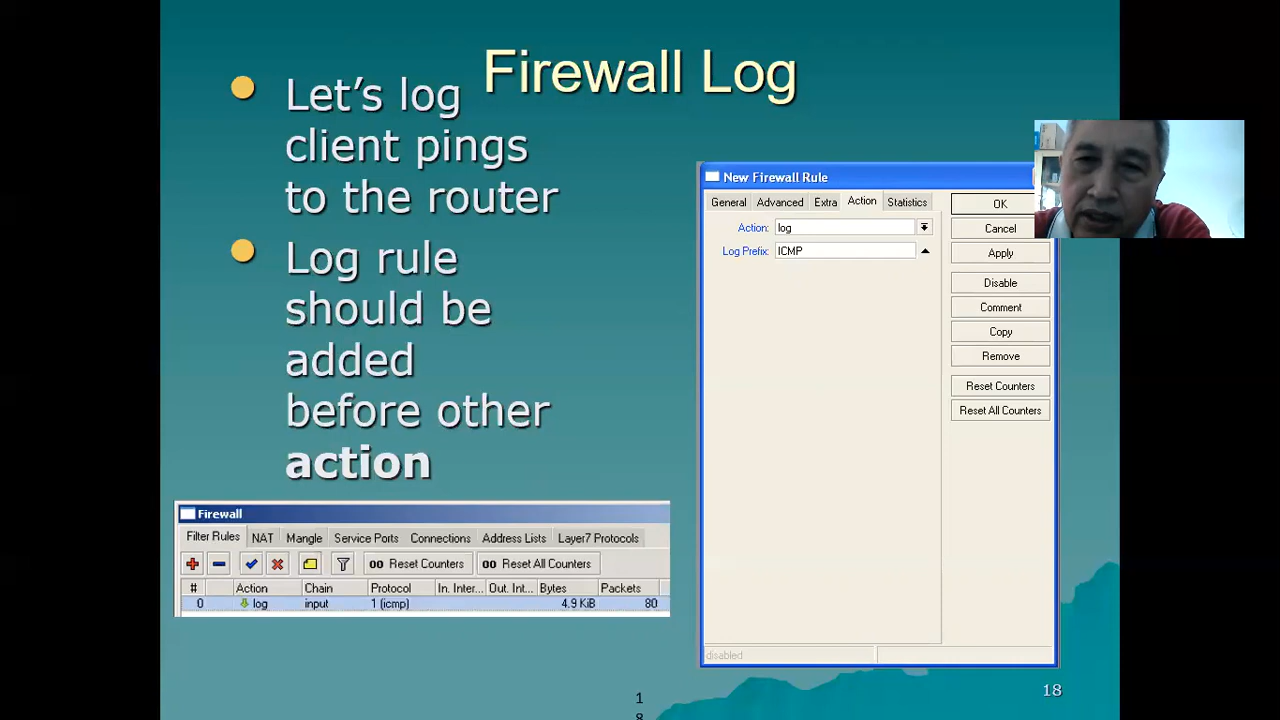 Firewall Log
Let’s log
client pings
to the router
Log rule
should be
added
before other
action
New Firewall Rule
General Advanced Extra Action Statistics
Action: log
Log Prefix: ICMP
OK
Cancel
Apply
Disable
Comment
Copy
Remove
Reset Counters
Reset All Counters
disabled
Firewall
Filter Rules NAT Mangle Service Ports Connections Address Lists Layer7 Protocols
00 Reset Counters 00 Reset All Counters
# Action Chain Protocol In. Inter... Out. Int... Bytes Packets
0 log input 1 (icmp) 4.9 KiB 80
18
1
8